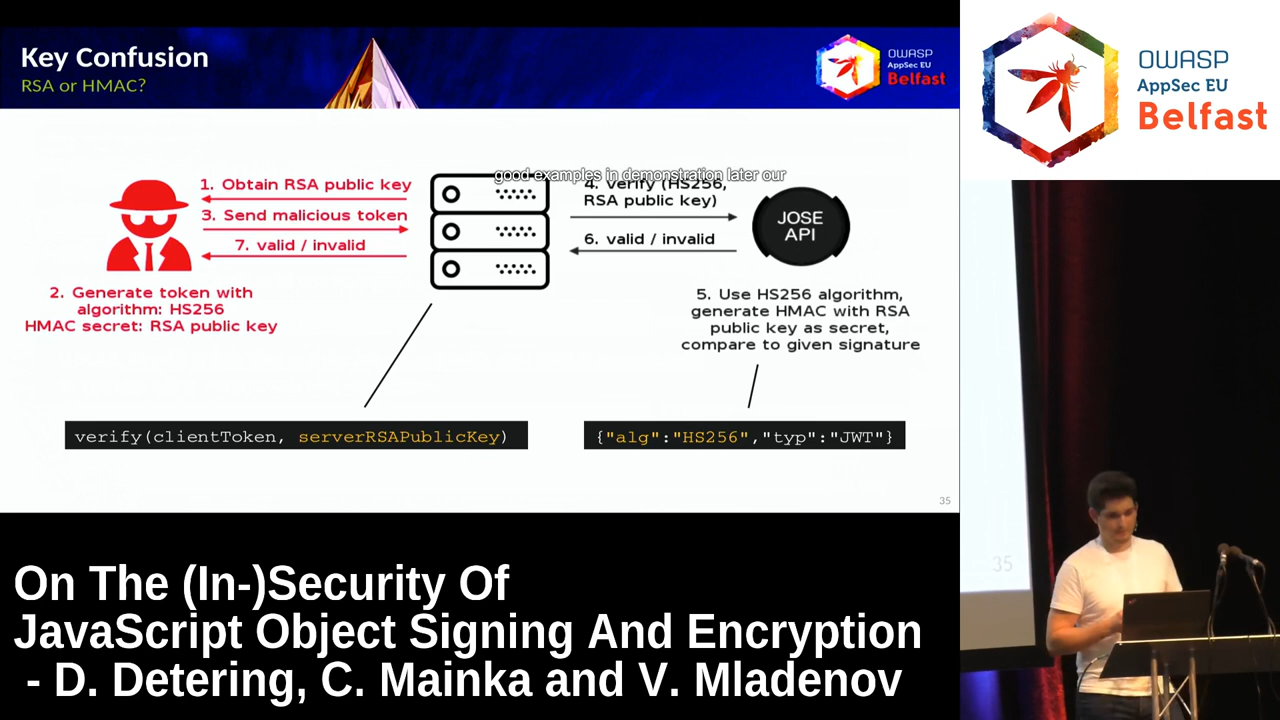 Key Confusion
RSA or HMAC?
OWASP
AppSec EU
Belfast
OWASP
AppSec EU
Belfast
good examples in demonstration later our
1. Obtain RSA public key
3. Send malicious token
7. valid / invalid
2. Generate token with
algorithm: HS256
HMAC secret: RSA public key
4. verify (HS256,
RSA public key)
6. valid / invalid
JOSE
API
5. Use HS256 algorithm,
generate HMAC with RSA
public key as secret,
compare to given signature
verify(clientToken, serverRSAPublicKey)
{"alg":"HS256","typ":"JWT"}
35
35
On The (In-)Security Of
JavaScript Object Signing And Encryption
- D. Detering, C. Mainka and V. Mladenov